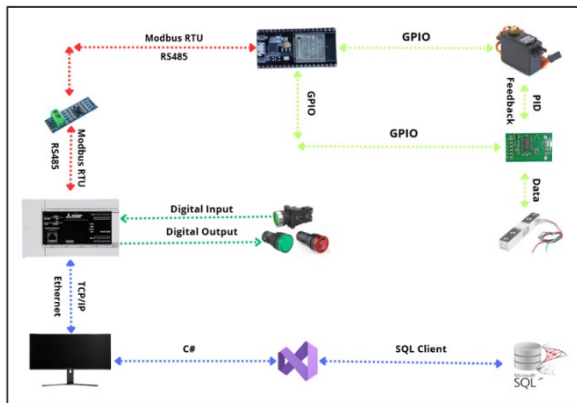 Modbus RTU
RS485
GPIO
GPIO
PID
Feedback
Modbus RTU
RS485
GPIO
Data
Digital Input
Digital Output
TCP/IP
Ethernet
C#
SQL Client
Microsoft
SQL